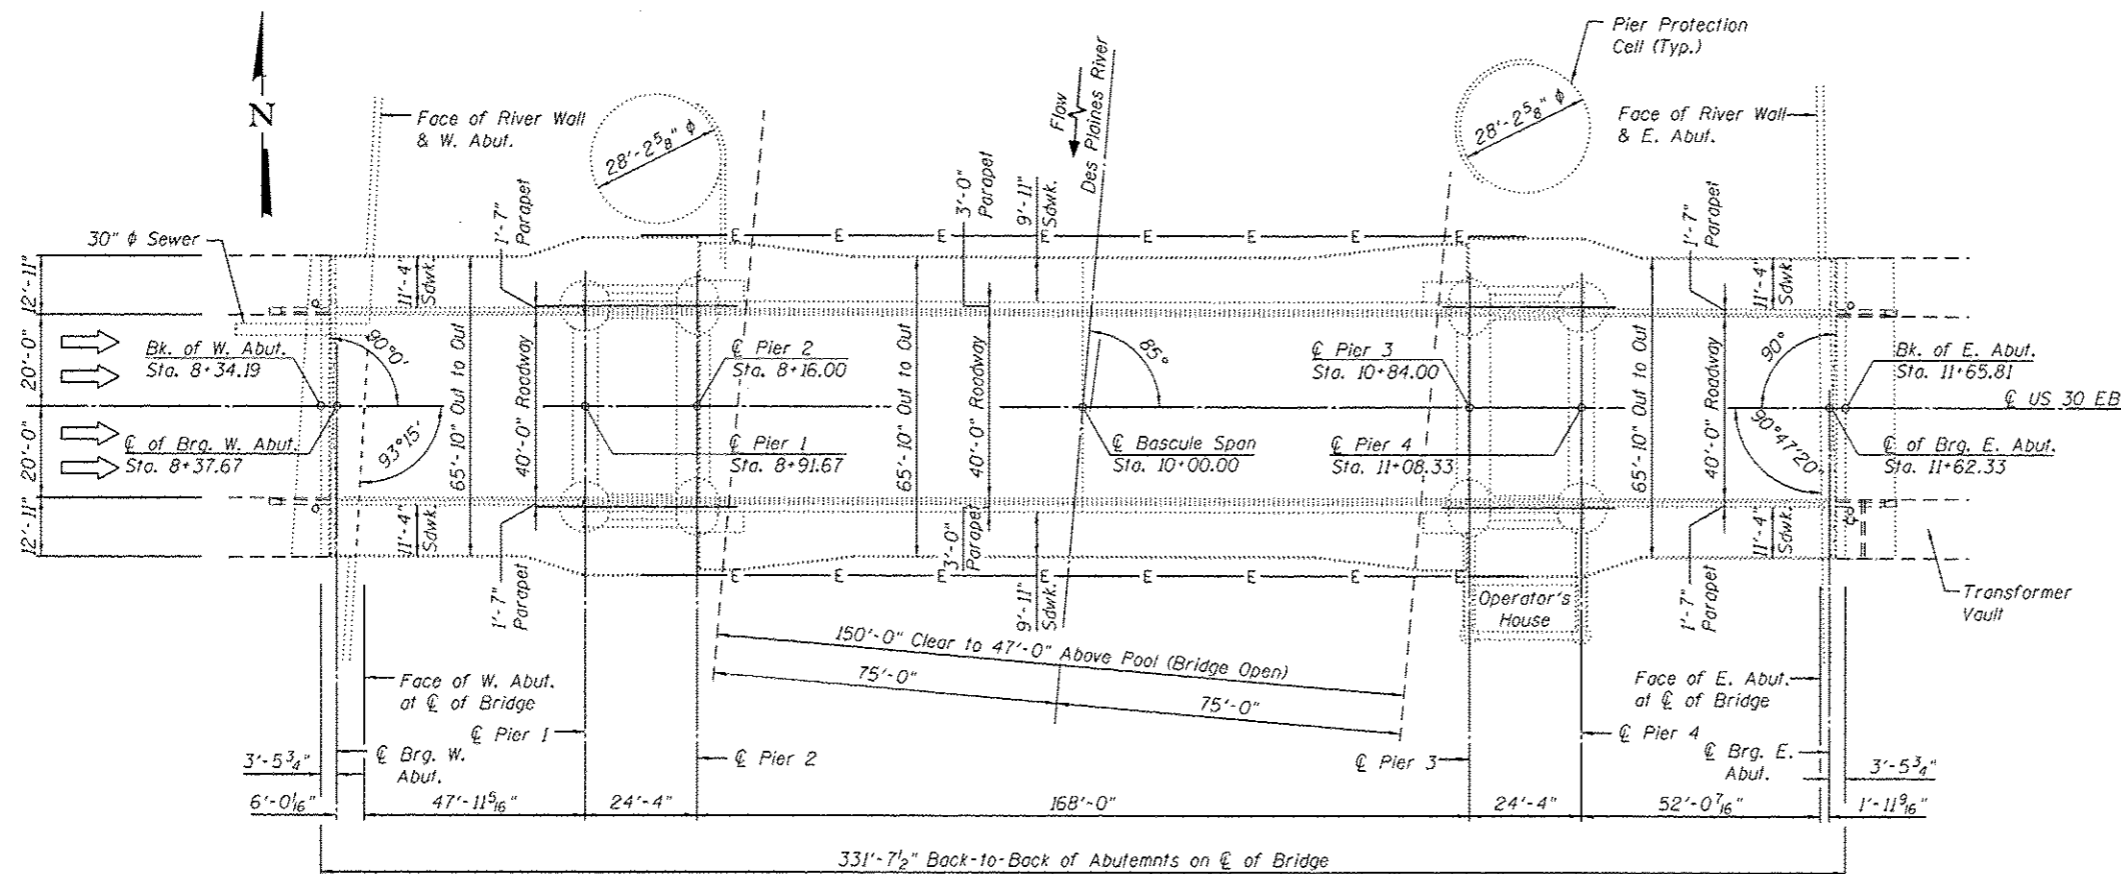 Pier Protection
Cell (Typ.)
N
Face of River Wall
& W. Abut.
28'-2⅝" ϕ
Flow
Des Plaines River
28'-2⅝" ϕ
Face of River Wall
& E. Abut.
30" ϕ Sewer
1'-7"
Parapet
3'-0"
Parapet
9'-11"
Sdwk.
1'-7"
Parapet
E E E E E E E E
12'-11"
11'-4"
Sdwk.
11'-4"
Sdwk.
20'-0"
90°0'
Bk. of W. Abut.
Sta. 8+34.19
65'-10" Out to Out
40'-0" Roadway
℄ Pier 2
Sta. 8+16.00
65'-10" Out to Out
40'-0" Roadway
85°
℄ Pier 3
Sta. 10+84.00
65'-10" Out to Out
40'-0" Roadway
90°
Bk. of E. Abut.
Sta. 11+65.81
℄ US 30 EB
20'-0"
℄ of Brg. W. Abut.
Sta. 8+37.67
93°15'
℄ Pier 1
Sta. 8+91.67
℄ Bascule Span
Sta. 10+00.00
℄ Pier 4
Sta. 11+08.33
90°47'20"
℄ of Brg. E. Abut.
Sta. 11+62.33
12'-11"
11'-4"
Sdwk.
11'-4"
Sdwk.
1'-7"
Parapet
3'-0"
Parapet
9'-11"
Sdwk.
1'-7"
Parapet
E E E E E E E E
Operator's
House
Transformer
Vault
150'-0" Clear to 47'-0" Above Pool (Bridge Open)
75'-0"
75'-0"
Face of W. Abut.
at ℄ of Bridge
Face of E. Abut.
at ℄ of Bridge
℄ Pier 1
℄ Pier 4
℄ Brg. W.
Abut.
℄ Pier 2
℄ Pier 3
℄ Brg. E.
Abut.
3'-5¾"
3'-5¾"
6'-0 1/16"
47'-11 5/16"
24'-4"
168'-0"
24'-4"
52'-0 7/16"
1'-11 9/16"
331'-7½" Back-to-Back of Abutemnts on ℄ of Bridge